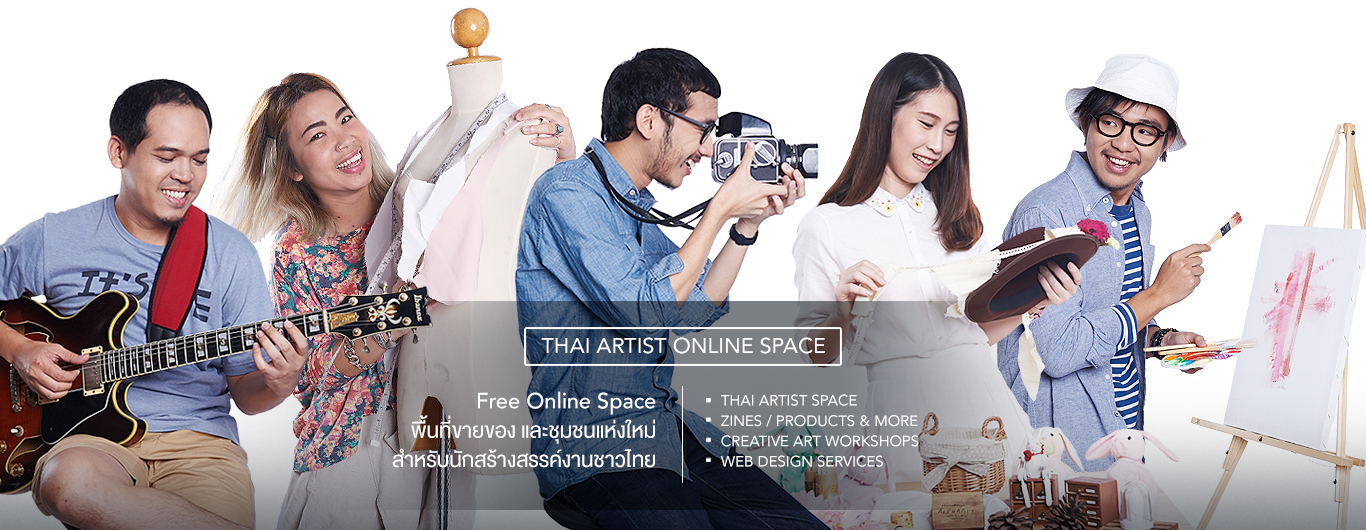 IT'S
Ibanez
THAI ARTIST ONLINE SPACE
Free Online Space
พื้นที่ขายของ และชุมชนแห่งใหม่
สำหรับนักสร้างสรรค์งานชาวไทย
▪ THAI ARTIST SPACE
▪ ZINES / PRODUCTS & MORE
▪ CREATIVE ART WORKSHOPS
▪ WEB DESIGN SERVICES